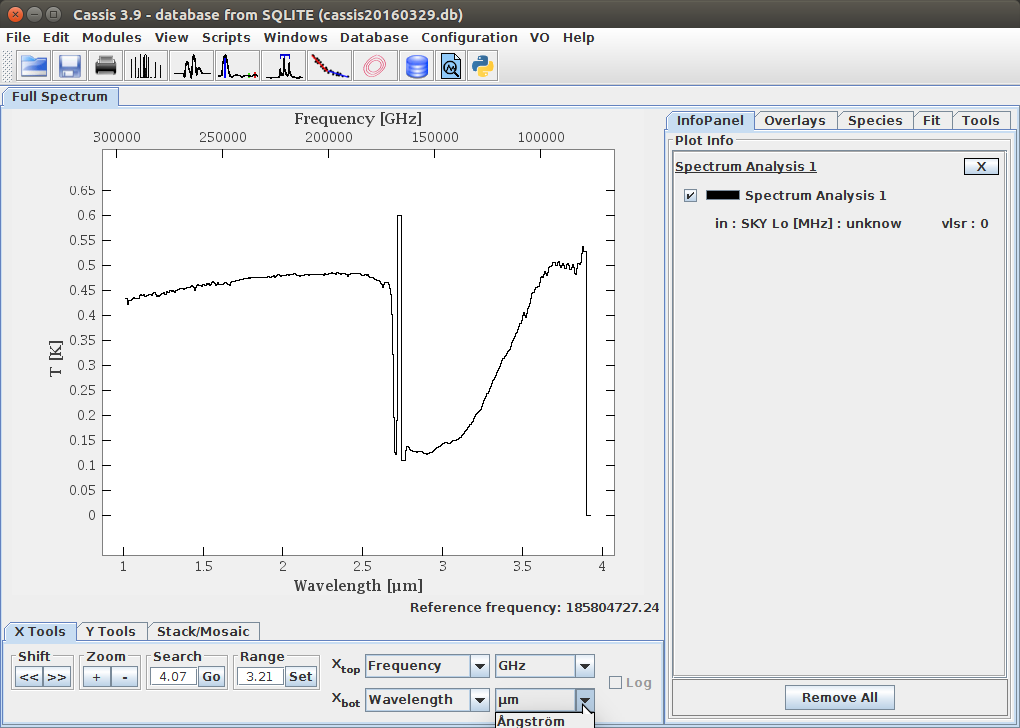 Cassis 3.9 - database from SQLITE (cassis20160329.db)
File Edit Modules View Scripts Windows Database Configuration VO Help
Full Spectrum
Frequency [GHz]
300000 250000 200000 150000 100000
T [K]
0.65
0.6
0.55
0.5
0.45
0.4
0.35
0.3
0.25
0.2
0.15
0.1
0.05
0
1 1.5 2 2.5 3 3.5 4
Wavelength [µm]
Reference frequency: 185804727.24
InfoPanel Overlays Species Fit Tools
Plot Info
Spectrum Analysis 1 X
Spectrum Analysis 1
in : SKY Lo [MHz] : unknow vlsr : 0
Remove All
X Tools Y Tools Stack/Mosaic
Shift Zoom Search Range
<< >> + - 4.07 Go 3.21 Set
Xtop Frequency GHz
Log
Xbot Wavelength µm
Ångström